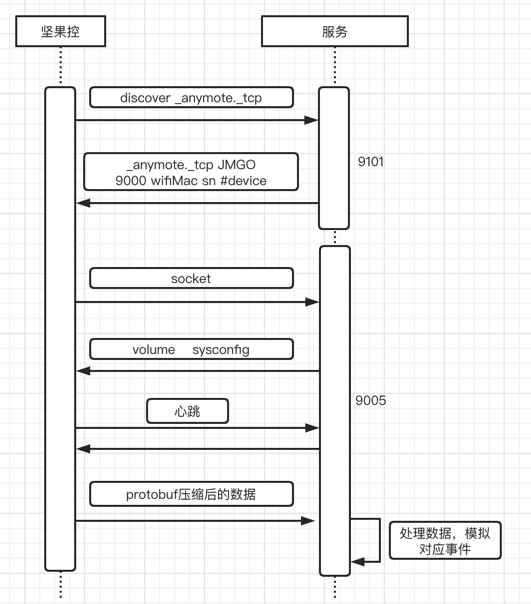 坚果控
服务
discover _anymote._tcp
_anymote._tcp JMGO
9000 wifiMac sn #device
9101
socket
volume sysconfig
9005
心跳
protobuf压缩后的数据
处理数据，模拟
对应事件